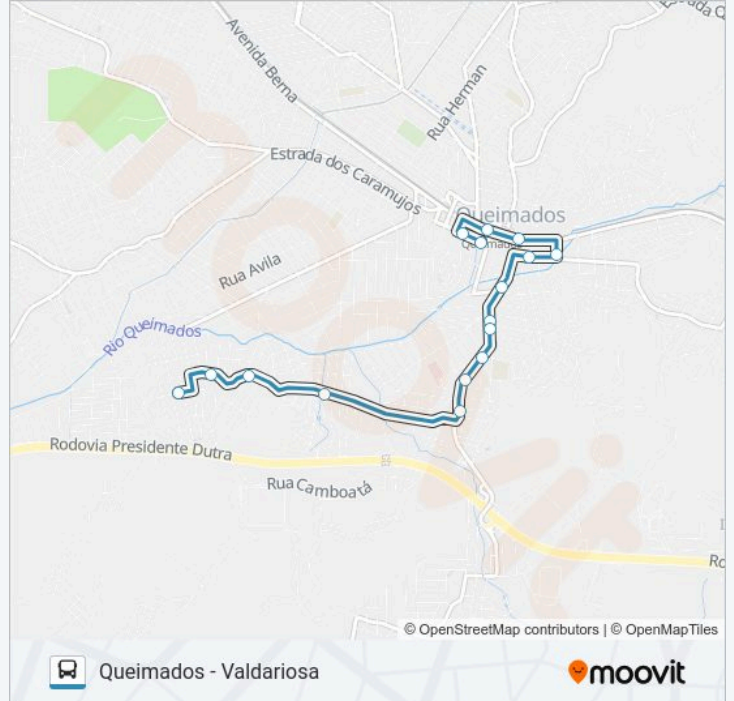 Estrada Q
Avenida Berna
Rua Herman
Estrada dos Caramujos
Queimados
Queimados
Rua Avila
Rio Queimados
Rodovia Presidente Dutra
Rua Camboatá
Ro
© OpenStreetMap contributors | © OpenMapTiles
Queimados - Valdariosa
moovit